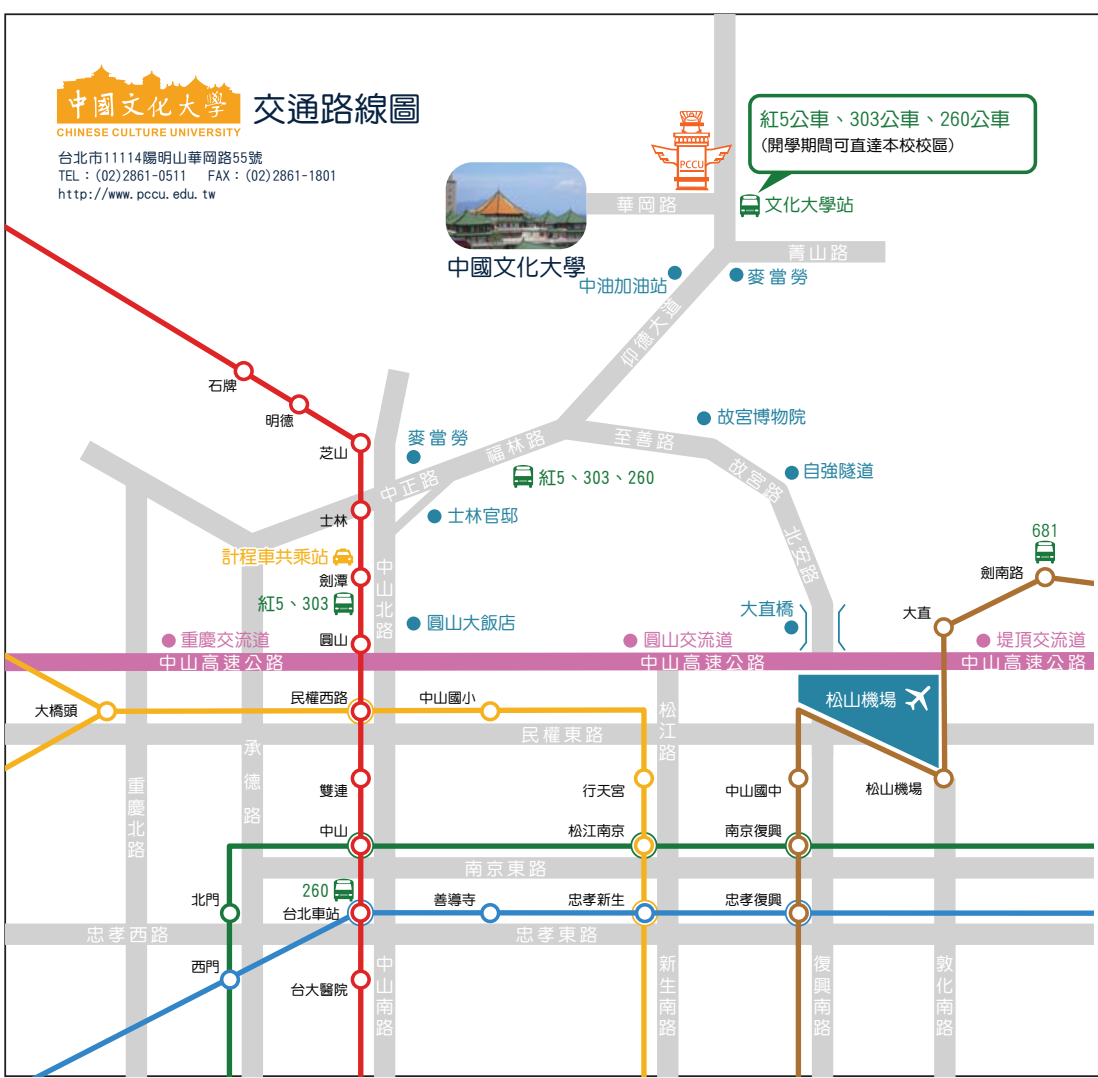 中國文化大學
CHINESE CULTURE UNIVERSITY
交通路線圖
台北市11114陽明山華岡路55號
TEL：(02)2861-0511　FAX：(02)2861-1801
http://www.pccu.edu.tw
紅5公車、303公車、260公車
(開學期間可直達本校校區)
PCCU
華岡路
文化大學站
菁山路
中國文化大學
中油加油站
麥當勞
仰德大道
石牌
明德
芝山
麥當勞
福林路
至善路
故宮博物院
中正路
紅5、303、260
故宮路
自強隧道
士林
士林官邸
北安路
681
計程車共乘站
劍潭
中山北路
劍南路
紅5、303
圓山大飯店
大直橋
大直
重慶交流道
圓山
圓山交流道
堤頂交流道
中山高速公路
中山高速公路
中山高速公路
大橋頭
民權西路
中山國小
松江路
松山機場
民權東路
承德路
重慶北路
雙連
行天宮
中山國中
松山機場
中山
松江南京
南京復興
南京東路
260
北門
台北車站
善導寺
忠孝新生
忠孝復興
忠孝西路
忠孝東路
西門
台大醫院
中山南路
新生南路
復興南路
敦化南路